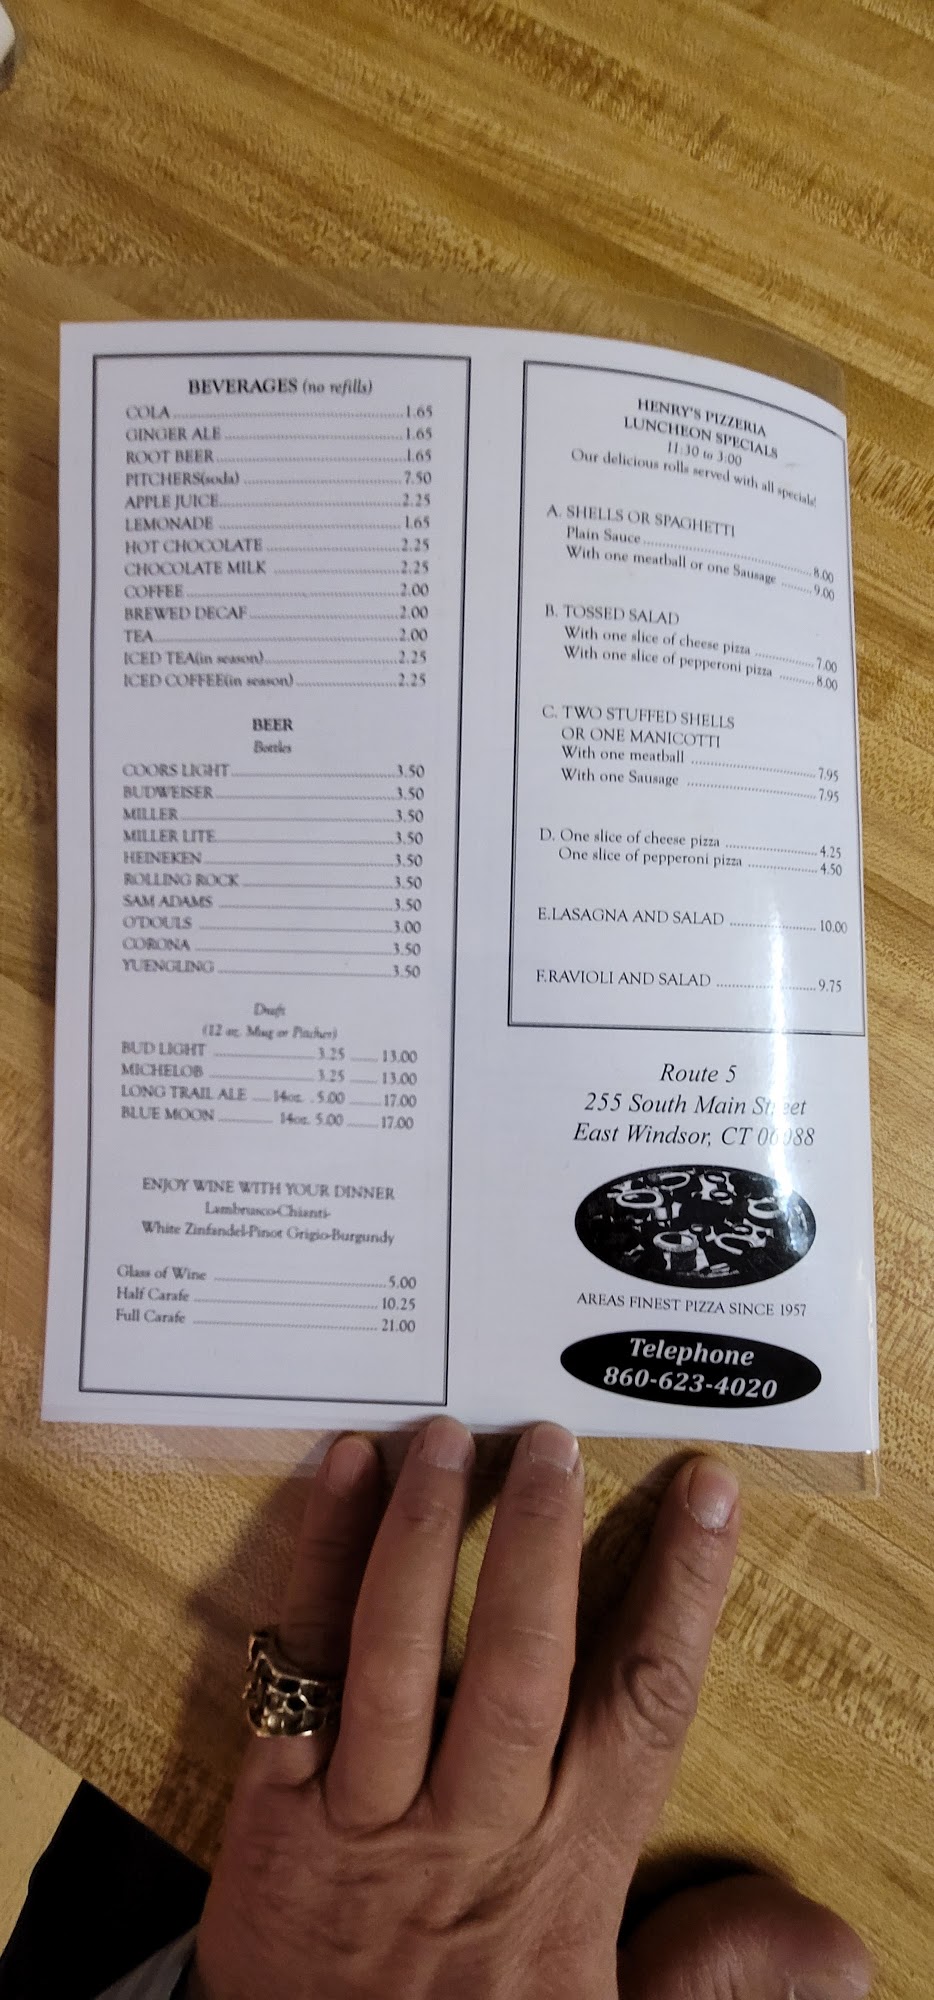 BEVERAGES (no refills)
COLA 1.65
GINGER ALE 1.65
ROOT BEER 1.65
PITCHERS(soda) 7.50
APPLE JUICE 2.25
LEMONADE 1.65
HOT CHOCOLATE 2.25
CHOCOLATE MILK 2.25
COFFEE 2.00
BREWED DECAF 2.00
TEA 2.00
ICED TEA(in season) 2.25
ICED COFFEE(in season) 2.25
BEER
Bottles
COORS LIGHT 3.50
BUDWEISER 3.50
MILLER 3.50
MILLER LITE 3.50
HEINEKEN 3.50
ROLLING ROCK 3.50
SAM ADAMS 3.50
O'DOULS 3.00
CORONA 3.50
YUENGLING 3.50
Draft
(12 oz. Mug or Pitcher)
BUD LIGHT 3.25 13.00
MICHELOB 3.25 13.00
LONG TRAIL ALE 14oz. 5.00 17.00
BLUE MOON 14oz. 5.00 17.00
ENJOY WINE WITH YOUR DINNER
Lambrusco-Chianti-
White Zinfandel-Pinot Grigio-Burgundy
Glass of Wine 5.00
Half Carafe 10.25
Full Carafe 21.00
HENRY'S PIZZERIA
LUNCHEON SPECIALS
11:30 to 3:00
Our delicious rolls served with all specials!
A. SHELLS OR SPAGHETTI
Plain Sauce 8.00
With one meatball or one Sausage 9.00
B. TOSSED SALAD
With one slice of cheese pizza 7.00
With one slice of pepperoni pizza 8.00
C. TWO STUFFED SHELLS
OR ONE MANICOTTI
With one meatball 7.95
With one Sausage 7.95
D. One slice of cheese pizza 4.25
One slice of pepperoni pizza 4.50
E.LASAGNA AND SALAD 10.00
F.RAVIOLI AND SALAD 9.75
Route 5
255 South Main Street
East Windsor, CT 06088
AREAS FINEST PIZZA SINCE 1957
Telephone
860-623-4020